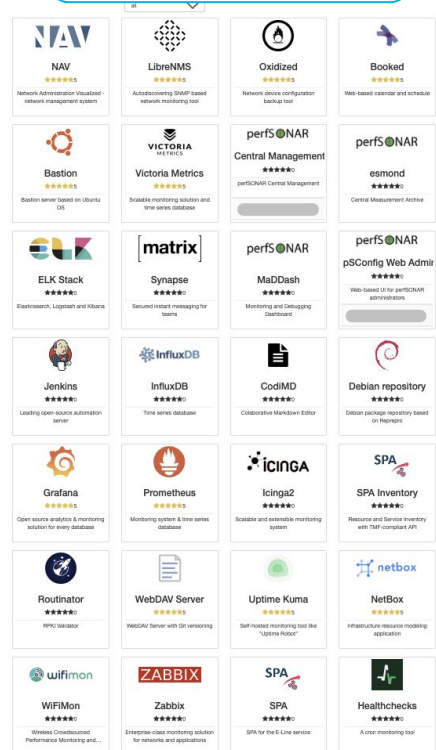 all
NAV
LibreNMS
Oxidized
Booked
★★★★★5
★★★★★5
★★★★★5
★★★★★5
Network Administration Visualized -
network management system
Autodiscovering SNMP based
network monitoring tool
Network device configuration
backup tool
Web-based calendar and schedule
VICTORIA
METRICS
perfSONAR
perfSONAR
Bastion
Victoria Metrics
Central Management
esmond
★★★★★5
★★★★★5
★★★★★0
★★★★★0
Bastion server based on Ubuntu
OS
Scalable monitoring solution and
time series database
perfSONAR Central Management
Central Measurement Archive
ELK
[matrix]
perfSONAR
perfSONAR
ELK Stack
Synapse
MaDDash
pSConfig Web Admin
★★★★★0
★★★★★0
★★★★★0
★★★★★0
Elasticsearch, Logstash and Kibana
Secured instant messaging for
teams
Monitoring and Debugging
Dashboard
Web-based UI for perfSONAR
administrators
InfluxDB
Jenkins
InfluxDB
CodiMD
Debian repository
★★★★★0
★★★★★0
★★★★★0
★★★★★0
Leading open-source automation
server
Time series database
Colaborative Markdown Editor
Debian package repository based
on Reprepro
ICINGA
SPA
Grafana
Prometheus
Icinga2
SPA Inventory
★★★★★5
★★★★★5
★★★★★0
★★★★★5
Open source analytics & monitoring
solution for every database
Monitoring system & time series
database
Scalable and extensible monitoring
system
Resource and Service Inventory
with TMF-compliant API
netbox
Routinator
WebDAV Server
Uptime Kuma
NetBox
★★★★★0
★★★★★5
★★★★★5
★★★★★5
RPKI Validator
WebDAV Server with Git versioning
Self-hosted monitoring tool like
"Uptime Robot"
Infrastructure resource modeling
application
wifimon
ZABBIX
SPA
WiFiMon
Zabbix
SPA
Healthchecks
★★★★★0
★★★★★0
★★★★★0
★★★★★0
Wireless Crowdsourced
Performance Monitoring and...
Enterprise-class monitoring solution
for networks and applications
SPA for the E-Line service
A cron monitoring tool